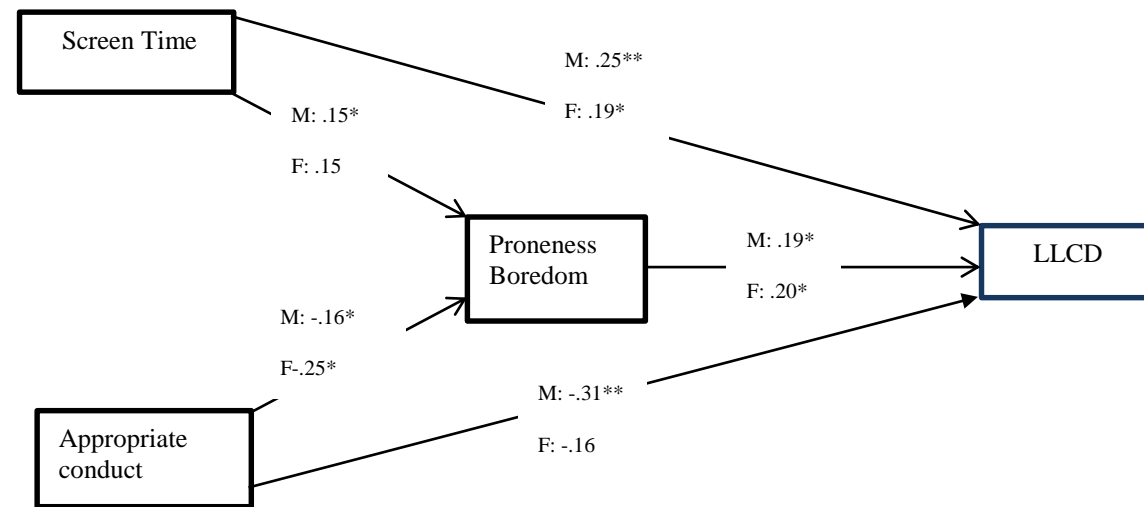 Screen Time
M: .25**
F: .19*
M: .15*
F: .15
Proneness
Boredom
M: .19*
F: .20*
LLCD
M: -.16*
F-.25*
M: -.31**
F: -.16
Appropriate
conduct